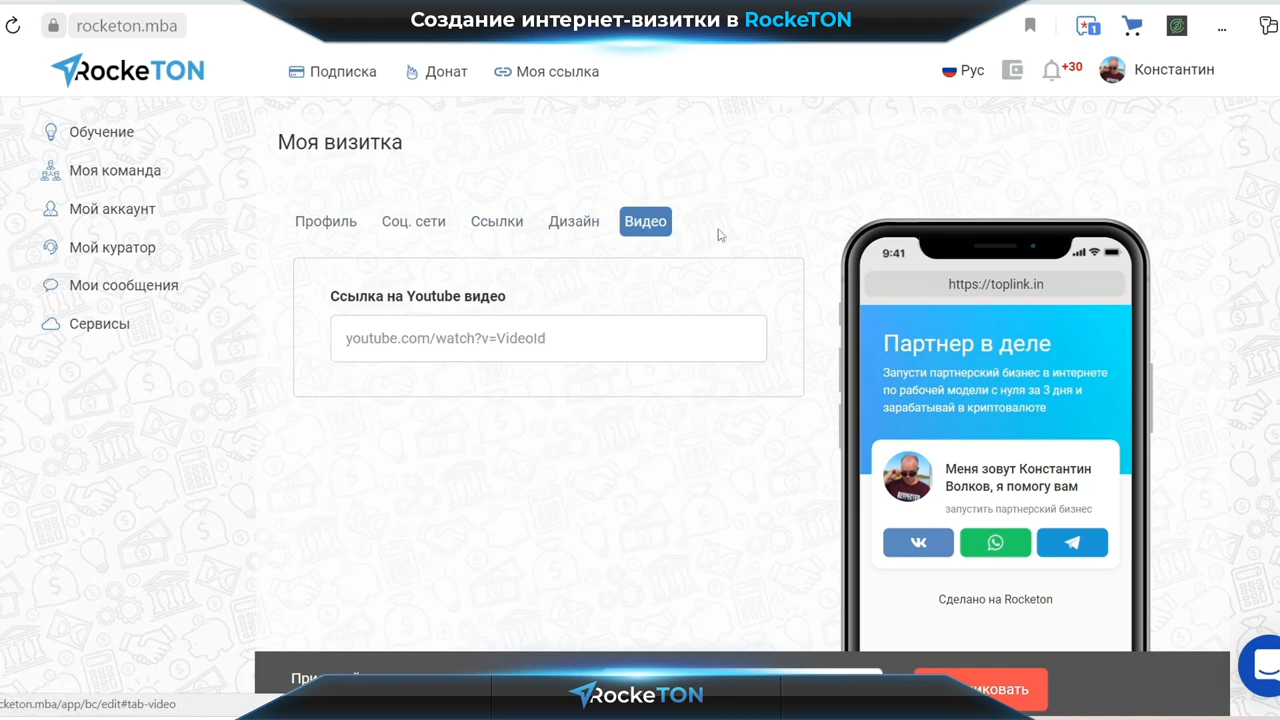 Создание интернет-визитки в RockeTON
rocketon.mba
1
...
RockeTON
Подписка
Донат
Моя ссылка
Рус
+30
Константин
Обучение
Моя команда
Мой аккаунт
Мой куратор
Мои сообщения
Сервисы
Моя визитка
Профиль
Соц. сети
Ссылки
Дизайн
Видео
Ссылка на Youtube видео
youtube.com/watch?v=VideoId
9:41
https://toplink.in
Партнер в деле
Запусти партнерский бизнес в интернете
по рабочей модели с нуля за 3 дня и
зарабатывай в криптовалюте
Меня зовут Константин
Волков, я помогу вам
запустить партнерский бизнес
Сделано на Rocketon
RockeTON
cketon.mba/app/bc/edit#tab-video